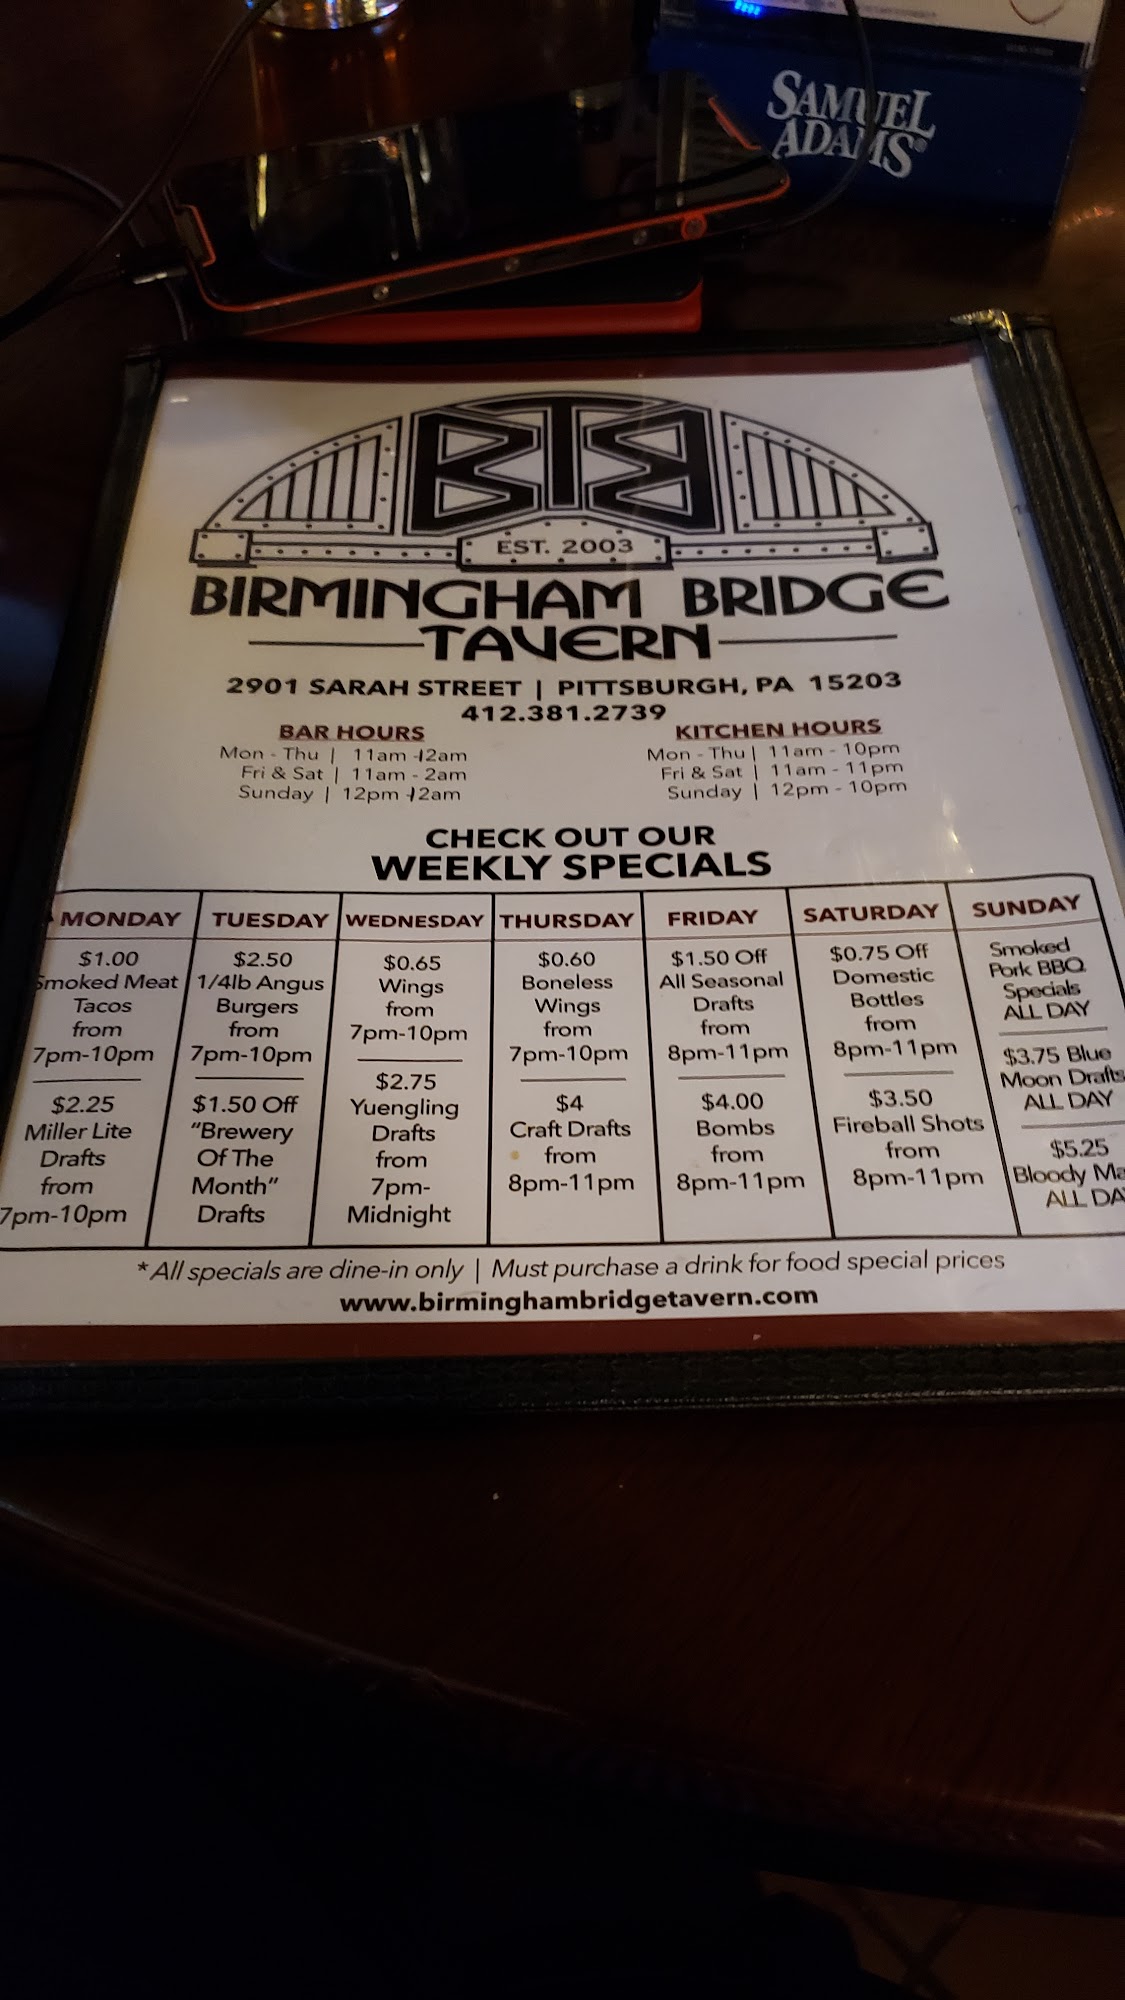 SAMUEL
ADAMS
BTB
EST. 2003
BIRMINGHAM BRIDGE
TAVERN
2901 SARAH STREET | PITTSBURGH, PA 15203
412.381.2739
BAR HOURS
Mon - Thu | 11am -12am
Fri & Sat | 11am - 2am
Sunday | 12pm -12am
KITCHEN HOURS
Mon - Thu | 11am - 10pm
Fri & Sat | 11am - 11pm
Sunday | 12pm - 10pm
CHECK OUT OUR
WEEKLY SPECIALS
MONDAY
$1.00
Smoked Meat
Tacos
from
7pm-10pm
$2.25
Miller Lite
Drafts
from
7pm-10pm
TUESDAY
$2.50
1/4lb Angus
Burgers
from
7pm-10pm
$1.50 Off
"Brewery
Of The
Month"
Drafts
WEDNESDAY
$0.65
Wings
from
7pm-10pm
$2.75
Yuengling
Drafts
from
7pm-
Midnight
THURSDAY
$0.60
Boneless
Wings
from
7pm-10pm
$4
Craft Drafts
from
8pm-11pm
FRIDAY
$1.50 Off
All Seasonal
Drafts
from
8pm-11pm
$4.00
Bombs
from
8pm-11pm
SATURDAY
$0.75 Off
Domestic
Bottles
from
8pm-11pm
$3.50
Fireball Shots
from
8pm-11pm
SUNDAY
Smoked
Pork BBQ
Specials
ALL DAY
$3.75 Blue
Moon Drafts
ALL DAY
$5.25
Bloody Ma
ALL DA
* All specials are dine-in only | Must purchase a drink for food special prices
www.birminghambridgetavern.com